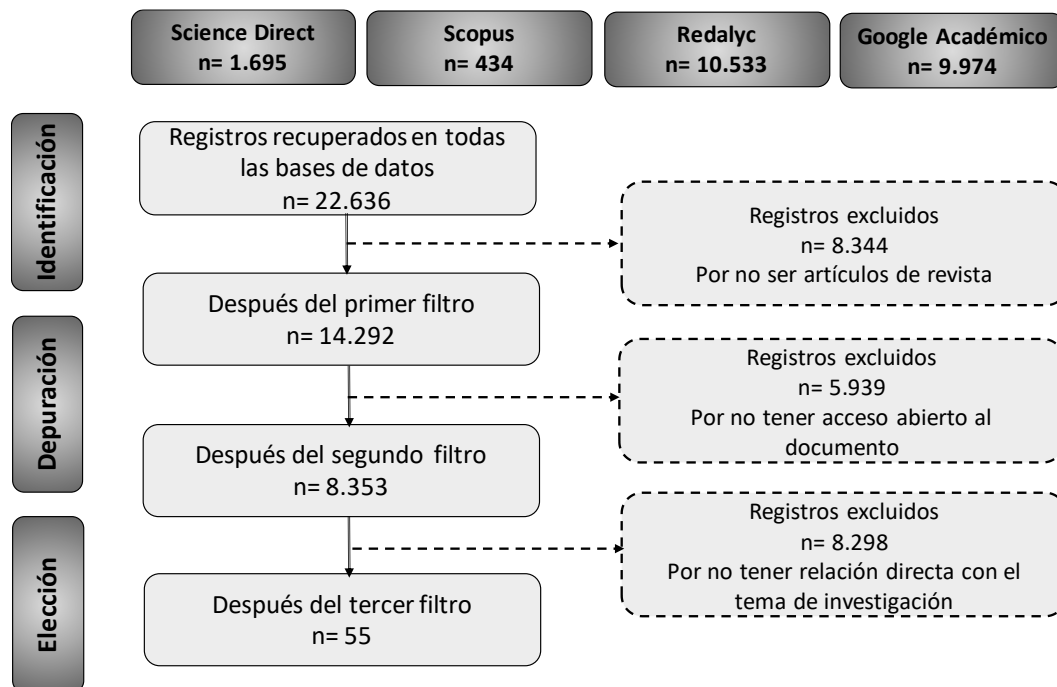 Science Direct
n= 1.695
Scopus
n= 434
Redalyc
n= 10.533
Google Académico
n= 9.974
Identificación
Registros recuperados en todas
las bases de datos
n= 22.636
Registros excluidos
n= 8.344
Por no ser artículos de revista
Después del primer filtro
n= 14.292
Depuración
Registros excluidos
n= 5.939
Por no tener acceso abierto al
documento
Después del segundo filtro
n= 8.353
Elección
Registros excluidos
n= 8.298
Por no tener relación directa con el
tema de investigación
Después del tercer filtro
n= 55